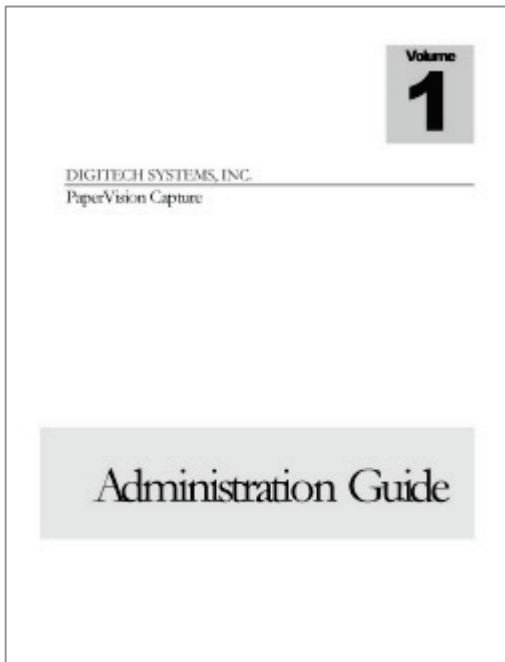 Volume
1
DIGITECH SYSTEMS, INC.
PaperVision Capture
Administration Guide